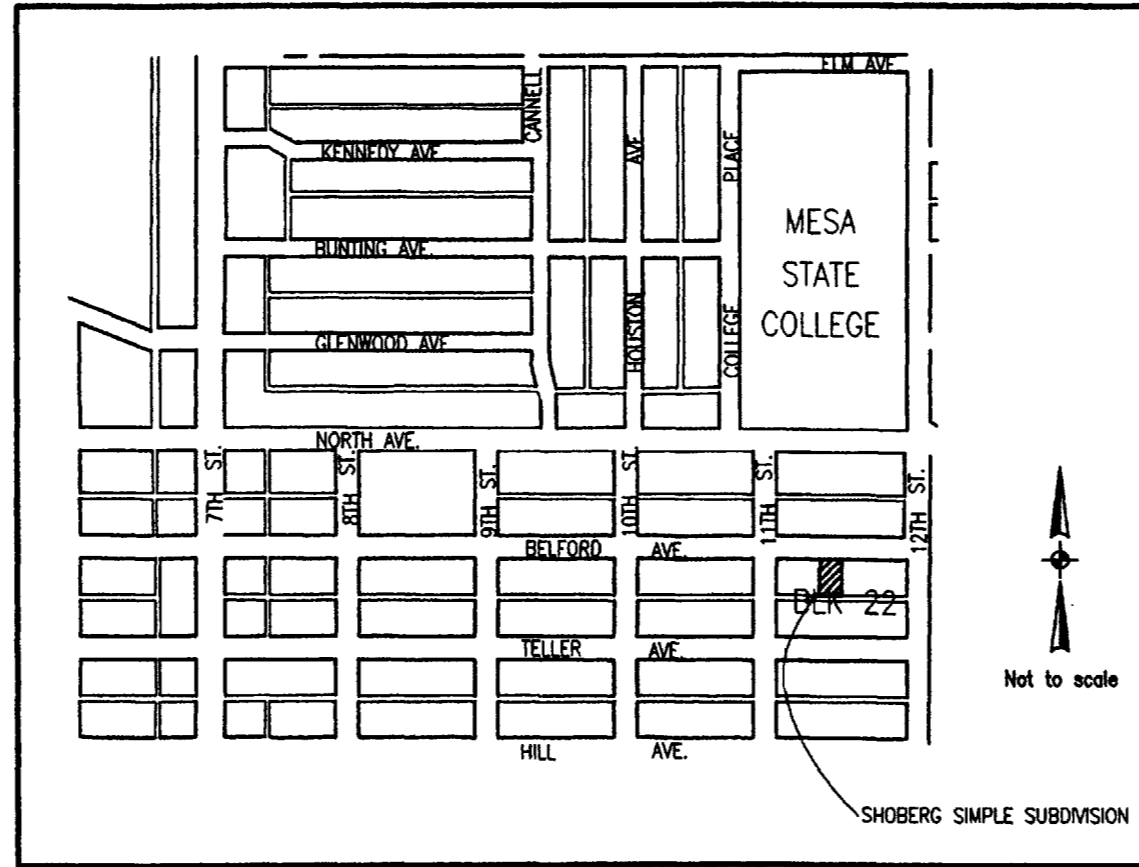 ELM AVE.
CANNELL
KENNEDY AVE.
AVE
PLACE
MESA
STATE
COLLEGE
BUNTING AVE.
GLENWOOD AVE
HOUSTON
COLLEGE
NORTH AVE.
7TH ST.
8TH ST.
9TH ST.
10TH ST.
11TH ST.
12TH ST.
BELFORD AVE.
BLK 22
TELLER AVE.
Not to scale
HILL AVE.
SHOBERG SIMPLE SUBDIVISION